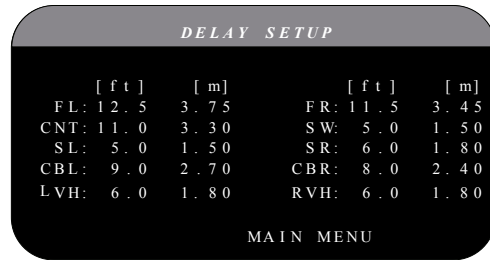 DELAY SETUP
[ft] [m] [ft] [m]
FL: 12.5 3.75 FR: 11.5 3.45
CNT: 11.0 3.30 SW: 5.0 1.50
SL: 5.0 1.50 SR: 6.0 1.80
CBL: 9.0 2.70 CBR: 8.0 2.40
LVH: 6.0 1.80 RVH: 6.0 1.80
MAIN MENU